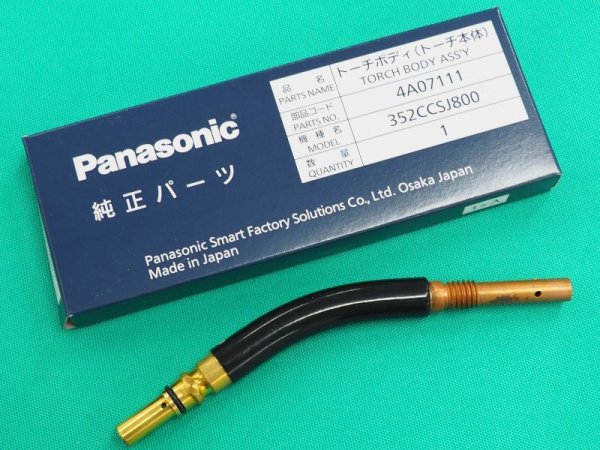 Panasonic®
純正パーツ
Panasonic Smart Factory Solutions Co., Ltd. Osaka Japan
Made in Japan
品 名 トーチボディ(トーチ本体)
PARTS NAME TORCH BODY ASS'Y
部品コード 4A07111
PARTS NO.
機種名 352CCSJ800
MODEL
数 量 1
QUANTITY